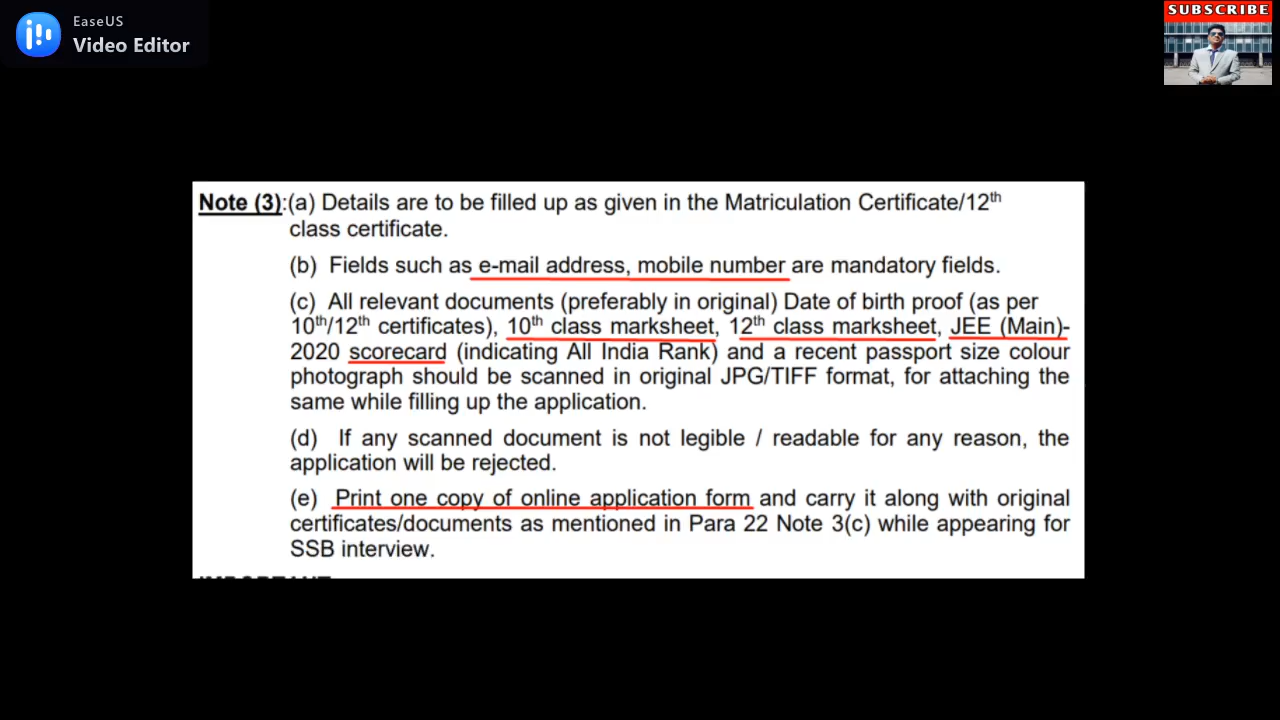 EaseUS
Video Editor
SUBSCRIBE
Note (3):(a) Details are to be filled up as given in the Matriculation Certificate/12th
class certificate.
(b) Fields such as e-mail address, mobile number are mandatory fields.
(c) All relevant documents (preferably in original) Date of birth proof (as per
10th/12th certificates), 10th class marksheet, 12th class marksheet, JEE (Main)-
2020 scorecard (indicating All India Rank) and a recent passport size colour
photograph should be scanned in original JPG/TIFF format, for attaching the
same while filling up the application.
(d) If any scanned document is not legible / readable for any reason, the
application will be rejected.
(e) Print one copy of online application form and carry it along with original
certificates/documents as mentioned in Para 22 Note 3(c) while appearing for
SSB interview.